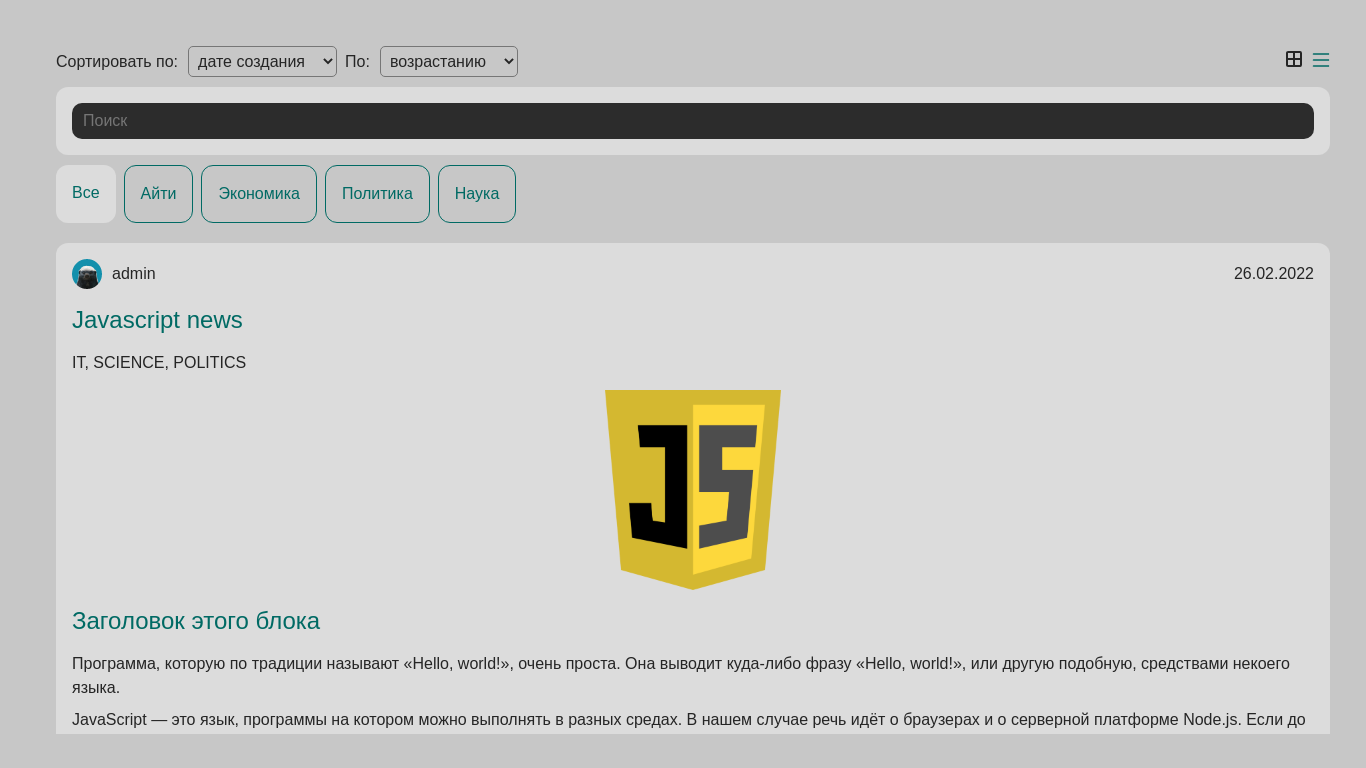 Сортировать по: дате создания По: возрастанию
Поиск
Все Айти Экономика Политика Наука
admin 26.02.2022
Javascript news
IT, SCIENCE, POLITICS
JS
Заголовок этого блока
Программа, которую по традиции называют «Hello, world!», очень проста. Она выводит куда-либо фразу «Hello, world!», или другую подобную, средствами некоего
языка.
JavaScript — это язык, программы на котором можно выполнять в разных средах. В нашем случае речь идёт о браузерах и о серверной платформе Node.js. Если до